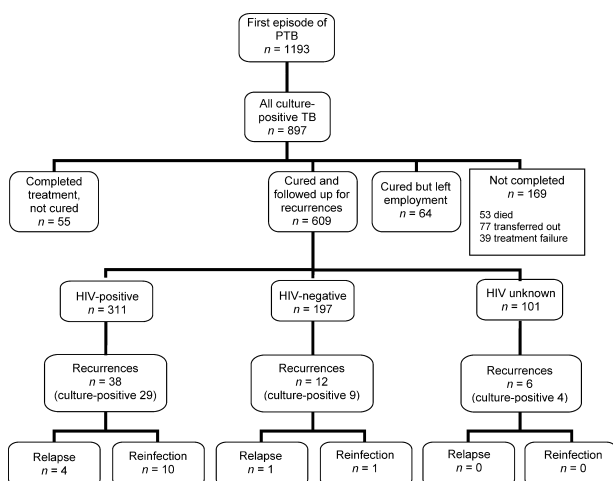 First episode of
PTB
n = 1193
All culture-
positive TB
n = 897
Completed
treatment,
not cured
n = 55
Cured and
followed up for
recurrences
n = 609
Cured but left
employment
n = 64
Not completed
n = 169
53 died
77 transferred out
39 treatment failure
HIV-positive
n = 311
HIV-negative
n = 197
HIV unknown
n = 101
Recurrences
n = 38
(culture-positive 29)
Recurrences
n = 12
(culture-positive 9)
Recurrences
n = 6
(culture-positive 4)
Relapse
n = 4
Reinfection
n = 10
Relapse
n = 1
Reinfection
n = 1
Relapse
n = 0
Reinfection
n = 0